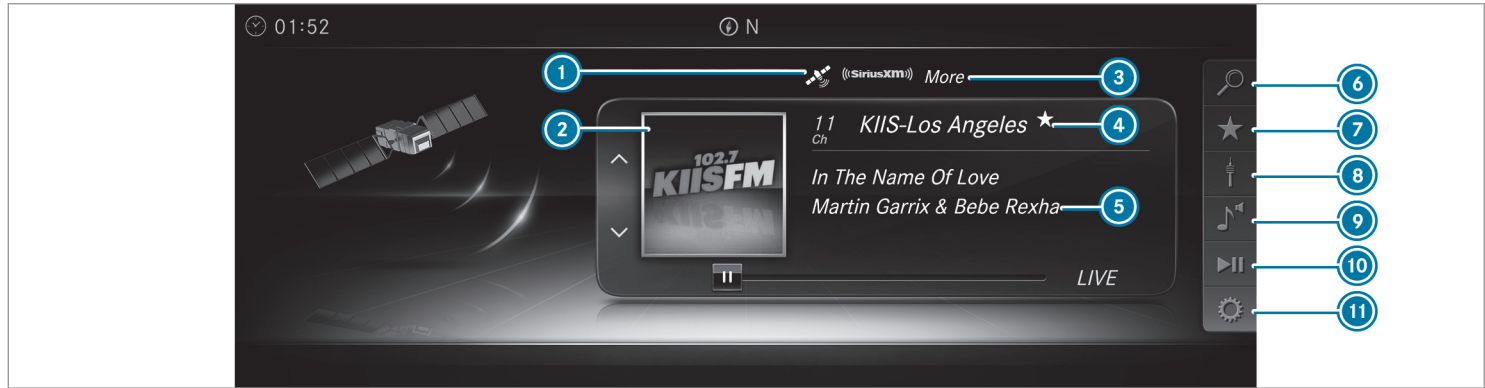 01:52
N
1
((SiriusXM)) More
3
2
102.7
KIISFM
11
Ch
KIIS-Los Angeles
4
In The Name Of Love
Martin Garrix & Bebe Rexha
5
LIVE
6
7
8
9
10
11